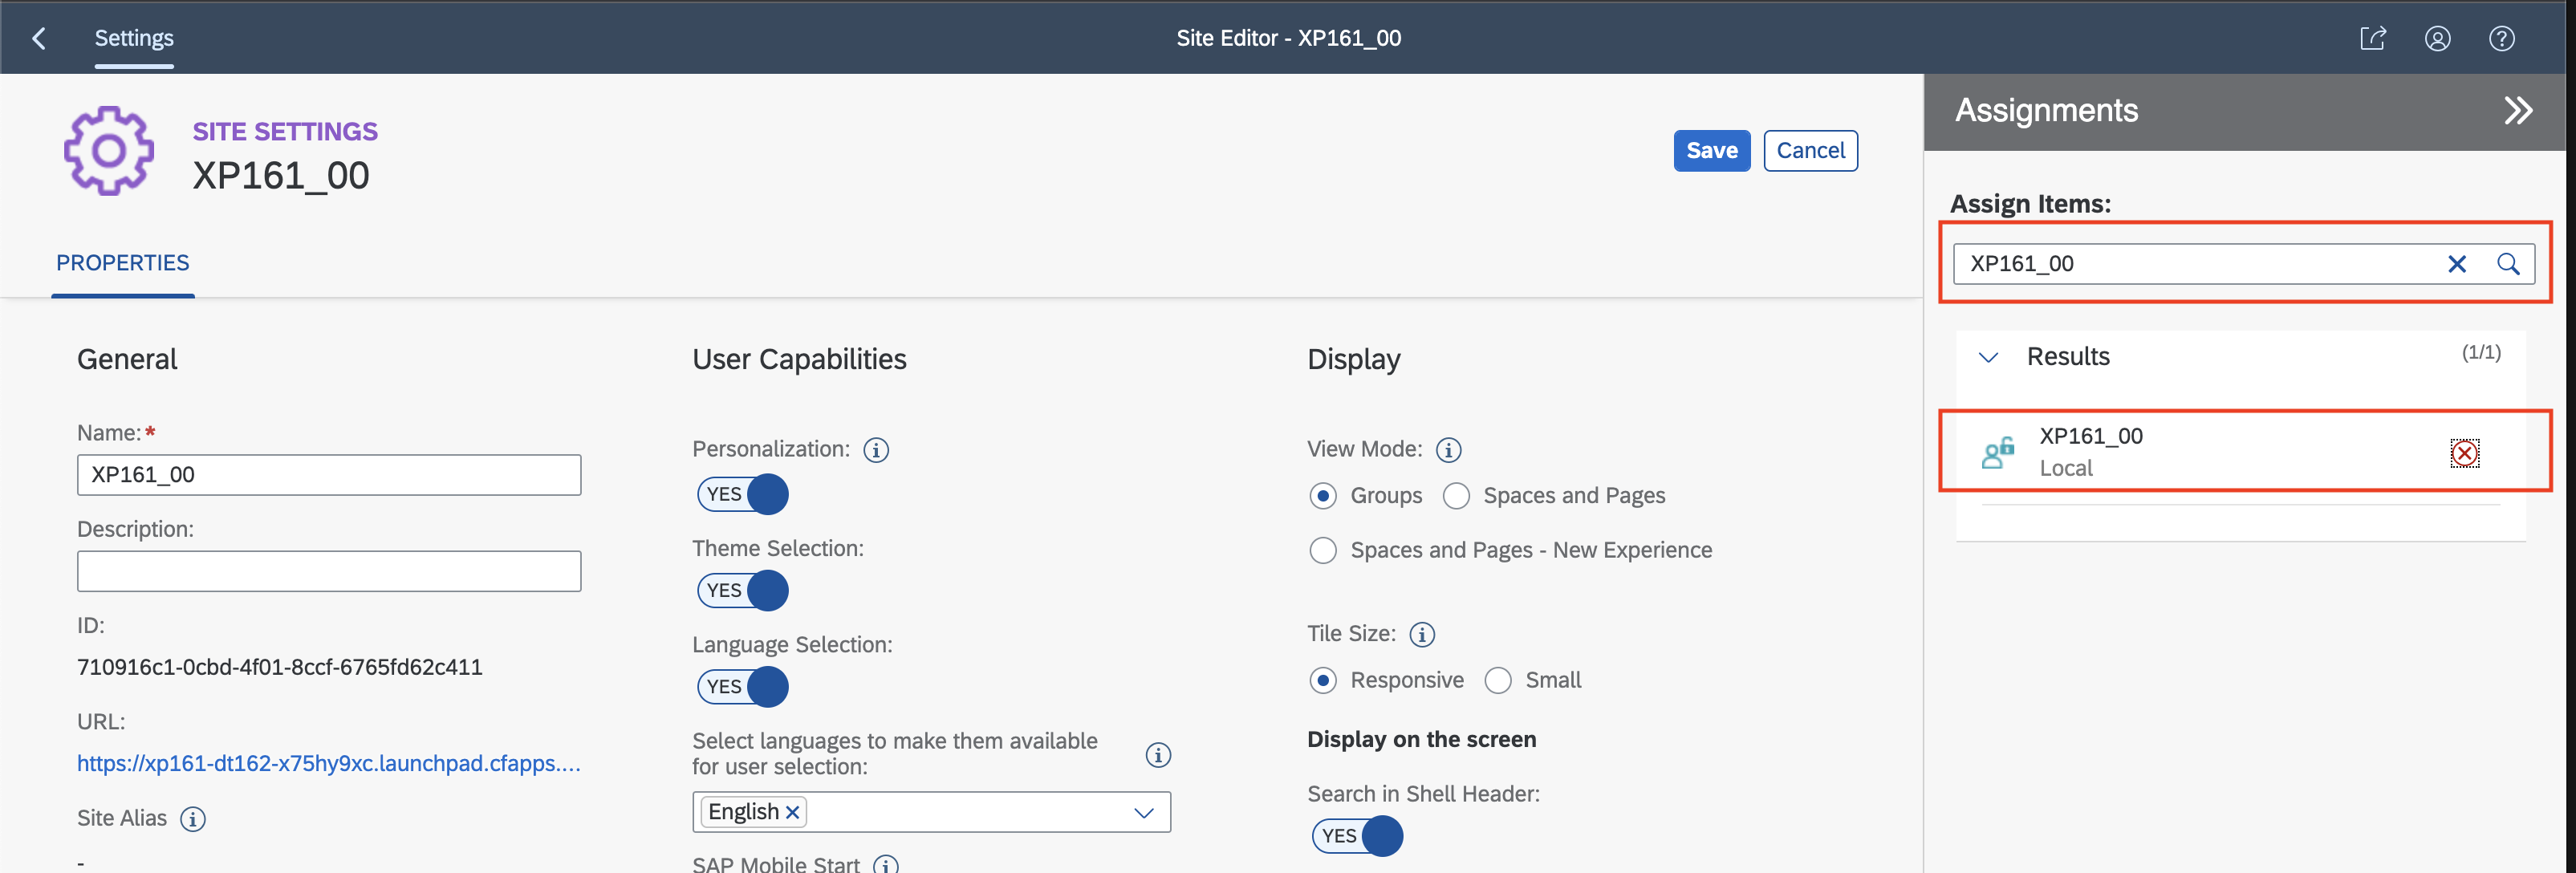 Settings
Site Editor - XP161_00
SITE SETTINGS
XP161_00
Save
Cancel
PROPERTIES
General
Name:*
XP161_00
Description:
ID:
710916c1-0cbd-4f01-8ccf-6765fd62c411
URL:
https://xp161-dt162-x75hy9xc.launchpad.cfapps....
Site Alias
-
User Capabilities
Personalization:
YES
Theme Selection:
YES
Language Selection:
YES
Select languages to make them available
for user selection:
English
SAP Mobile Start
Display
View Mode:
Groups
Spaces and Pages
Spaces and Pages - New Experience
Tile Size:
Responsive
Small
Display on the screen
Search in Shell Header:
YES
Assignments
Assign Items:
XP161_00
Results
(1/1)
XP161_00
Local